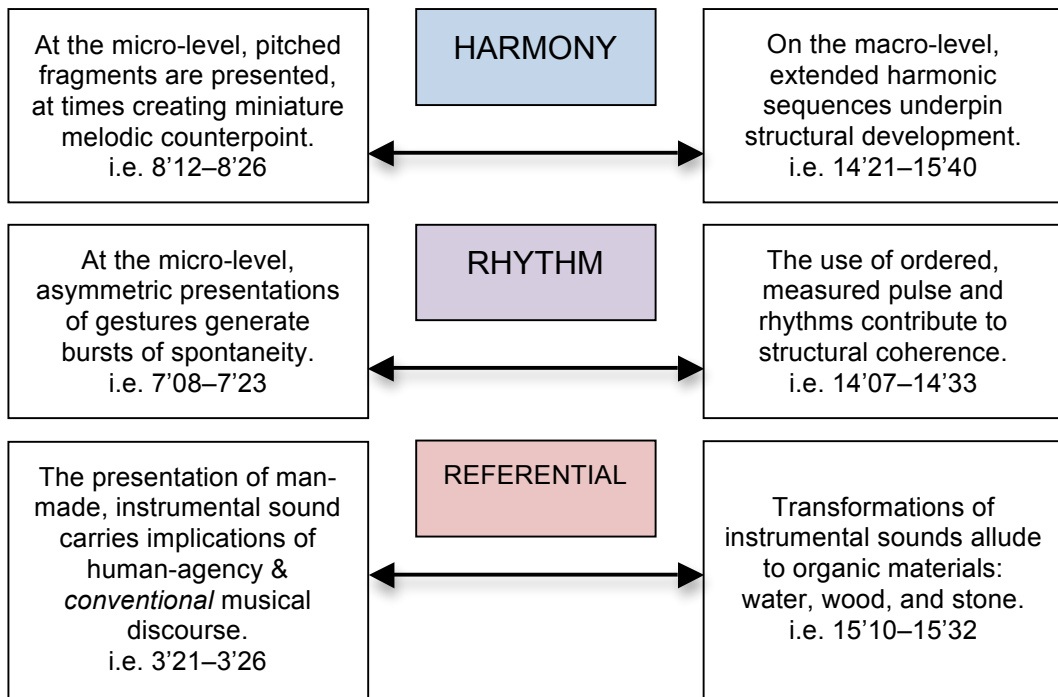 At the micro-level, pitched
fragments are presented,
at times creating miniature
melodic counterpoint.
i.e. 8’12–8’26
HARMONY
On the macro-level,
extended harmonic
sequences underpin
structural development.
i.e. 14’21–15’40
At the micro-level,
asymmetric presentations
of gestures generate
bursts of spontaneity.
i.e. 7’08–7’23
RHYTHM
The use of ordered,
measured pulse and
rhythms contribute to
structural coherence.
i.e. 14’07–14’33
The presentation of man-
made, instrumental sound
carries implications of
human-agency &
conventional musical
discourse.
i.e. 3’21–3’26
REFERENTIAL
Transformations of
instrumental sounds allude
to organic materials:
water, wood, and stone.
i.e. 15’10–15’32